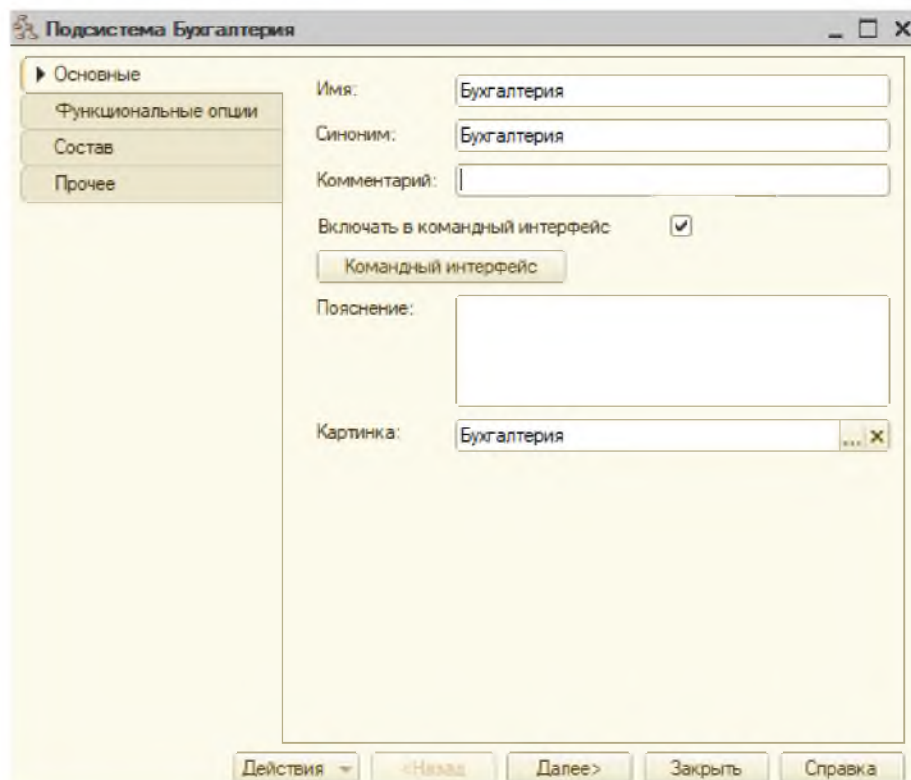 Подсистема Бухгалтерия
Основные
Функциональные опции
Состав
Прочее
Имя: Бухгалтерия
Синоним: Бухгалтерия
Комментарий:
Включать в командный интерфейс
Командный интерфейс
Пояснение:
Картинка: Бухгалтерия ...
Действия <Назад Далее> Закрыть Справка